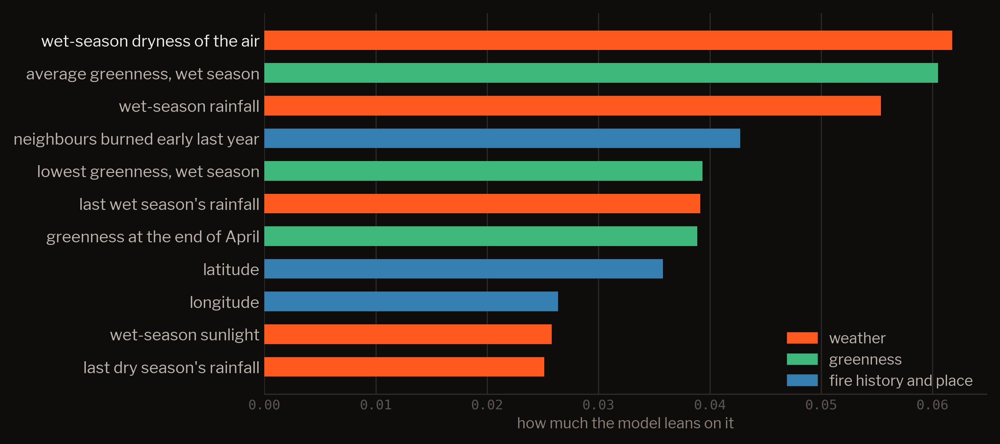 wet-season dryness of the air
average greenness, wet season
wet-season rainfall
neighbours burned early last year
lowest greenness, wet season
last wet season's rainfall
greenness at the end of April
latitude
longitude
wet-season sunlight
last dry season's rainfall
weather
greenness
fire history and place
0.00 0.01 0.02 0.03 0.04 0.05 0.06
how much the model leans on it